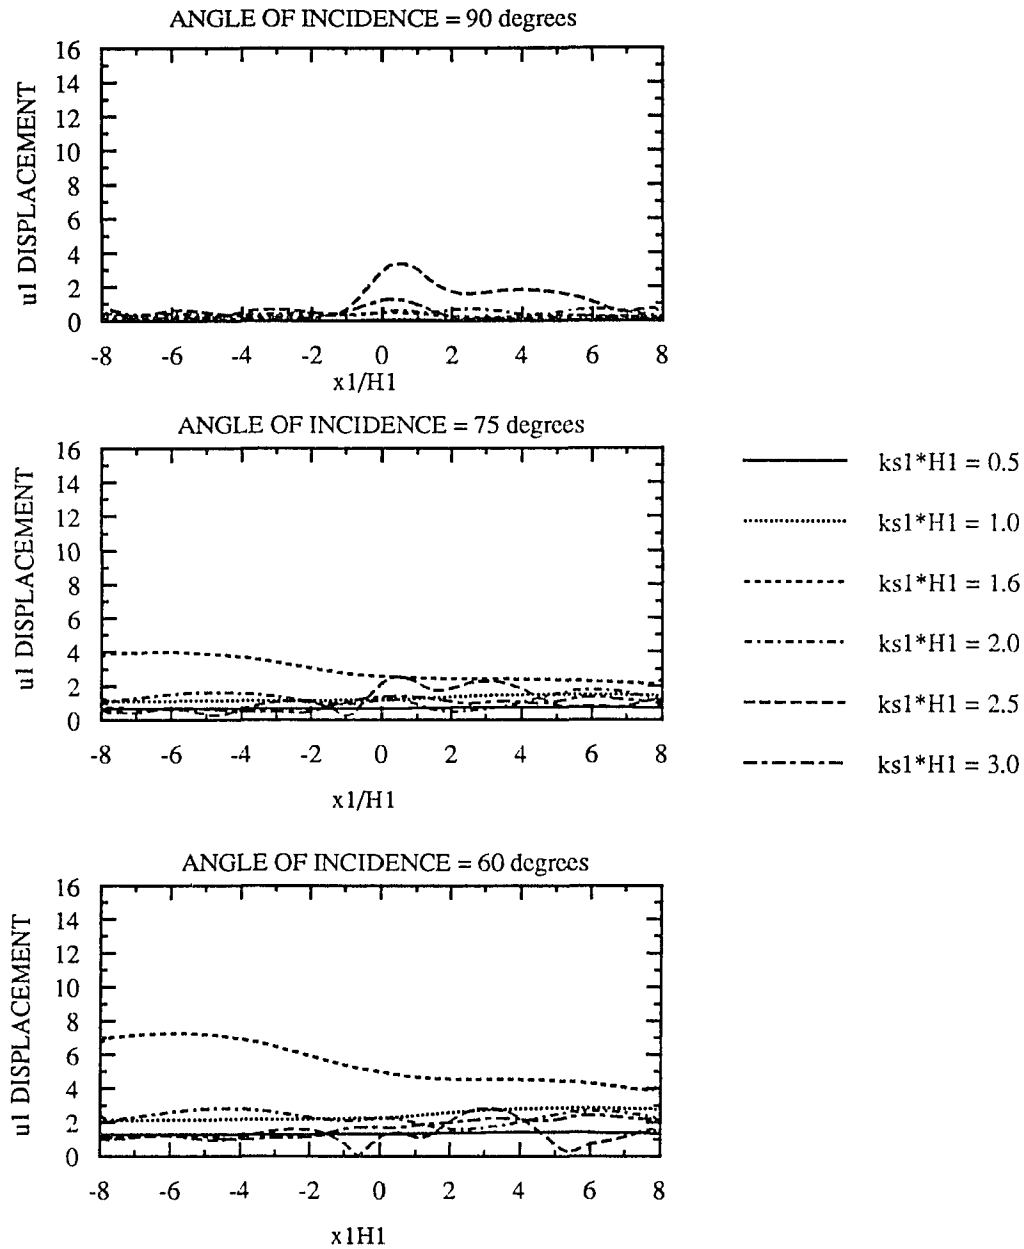 ANGLE OF INCIDENCE = 90 degrees
16
14
12
10
8
6
4
2
0
u1 DISPLACEMENT
-8 -6 -4 -2 0 2 4 6 8
x1/H1
ANGLE OF INCIDENCE = 75 degrees
16
14
12
10
8
6
4
2
0
u1 DISPLACEMENT
-8 -6 -4 -2 0 2 4 6 8
x1/H1
ks1*H1 = 0.5
ks1*H1 = 1.0
ks1*H1 = 1.6
ks1*H1 = 2.0
ks1*H1 = 2.5
ks1*H1 = 3.0
ANGLE OF INCIDENCE = 60 degrees
16
14
12
10
8
6
4
2
0
u1 DISPLACEMENT
-8 -6 -4 -2 0 2 4 6 8
x1H1